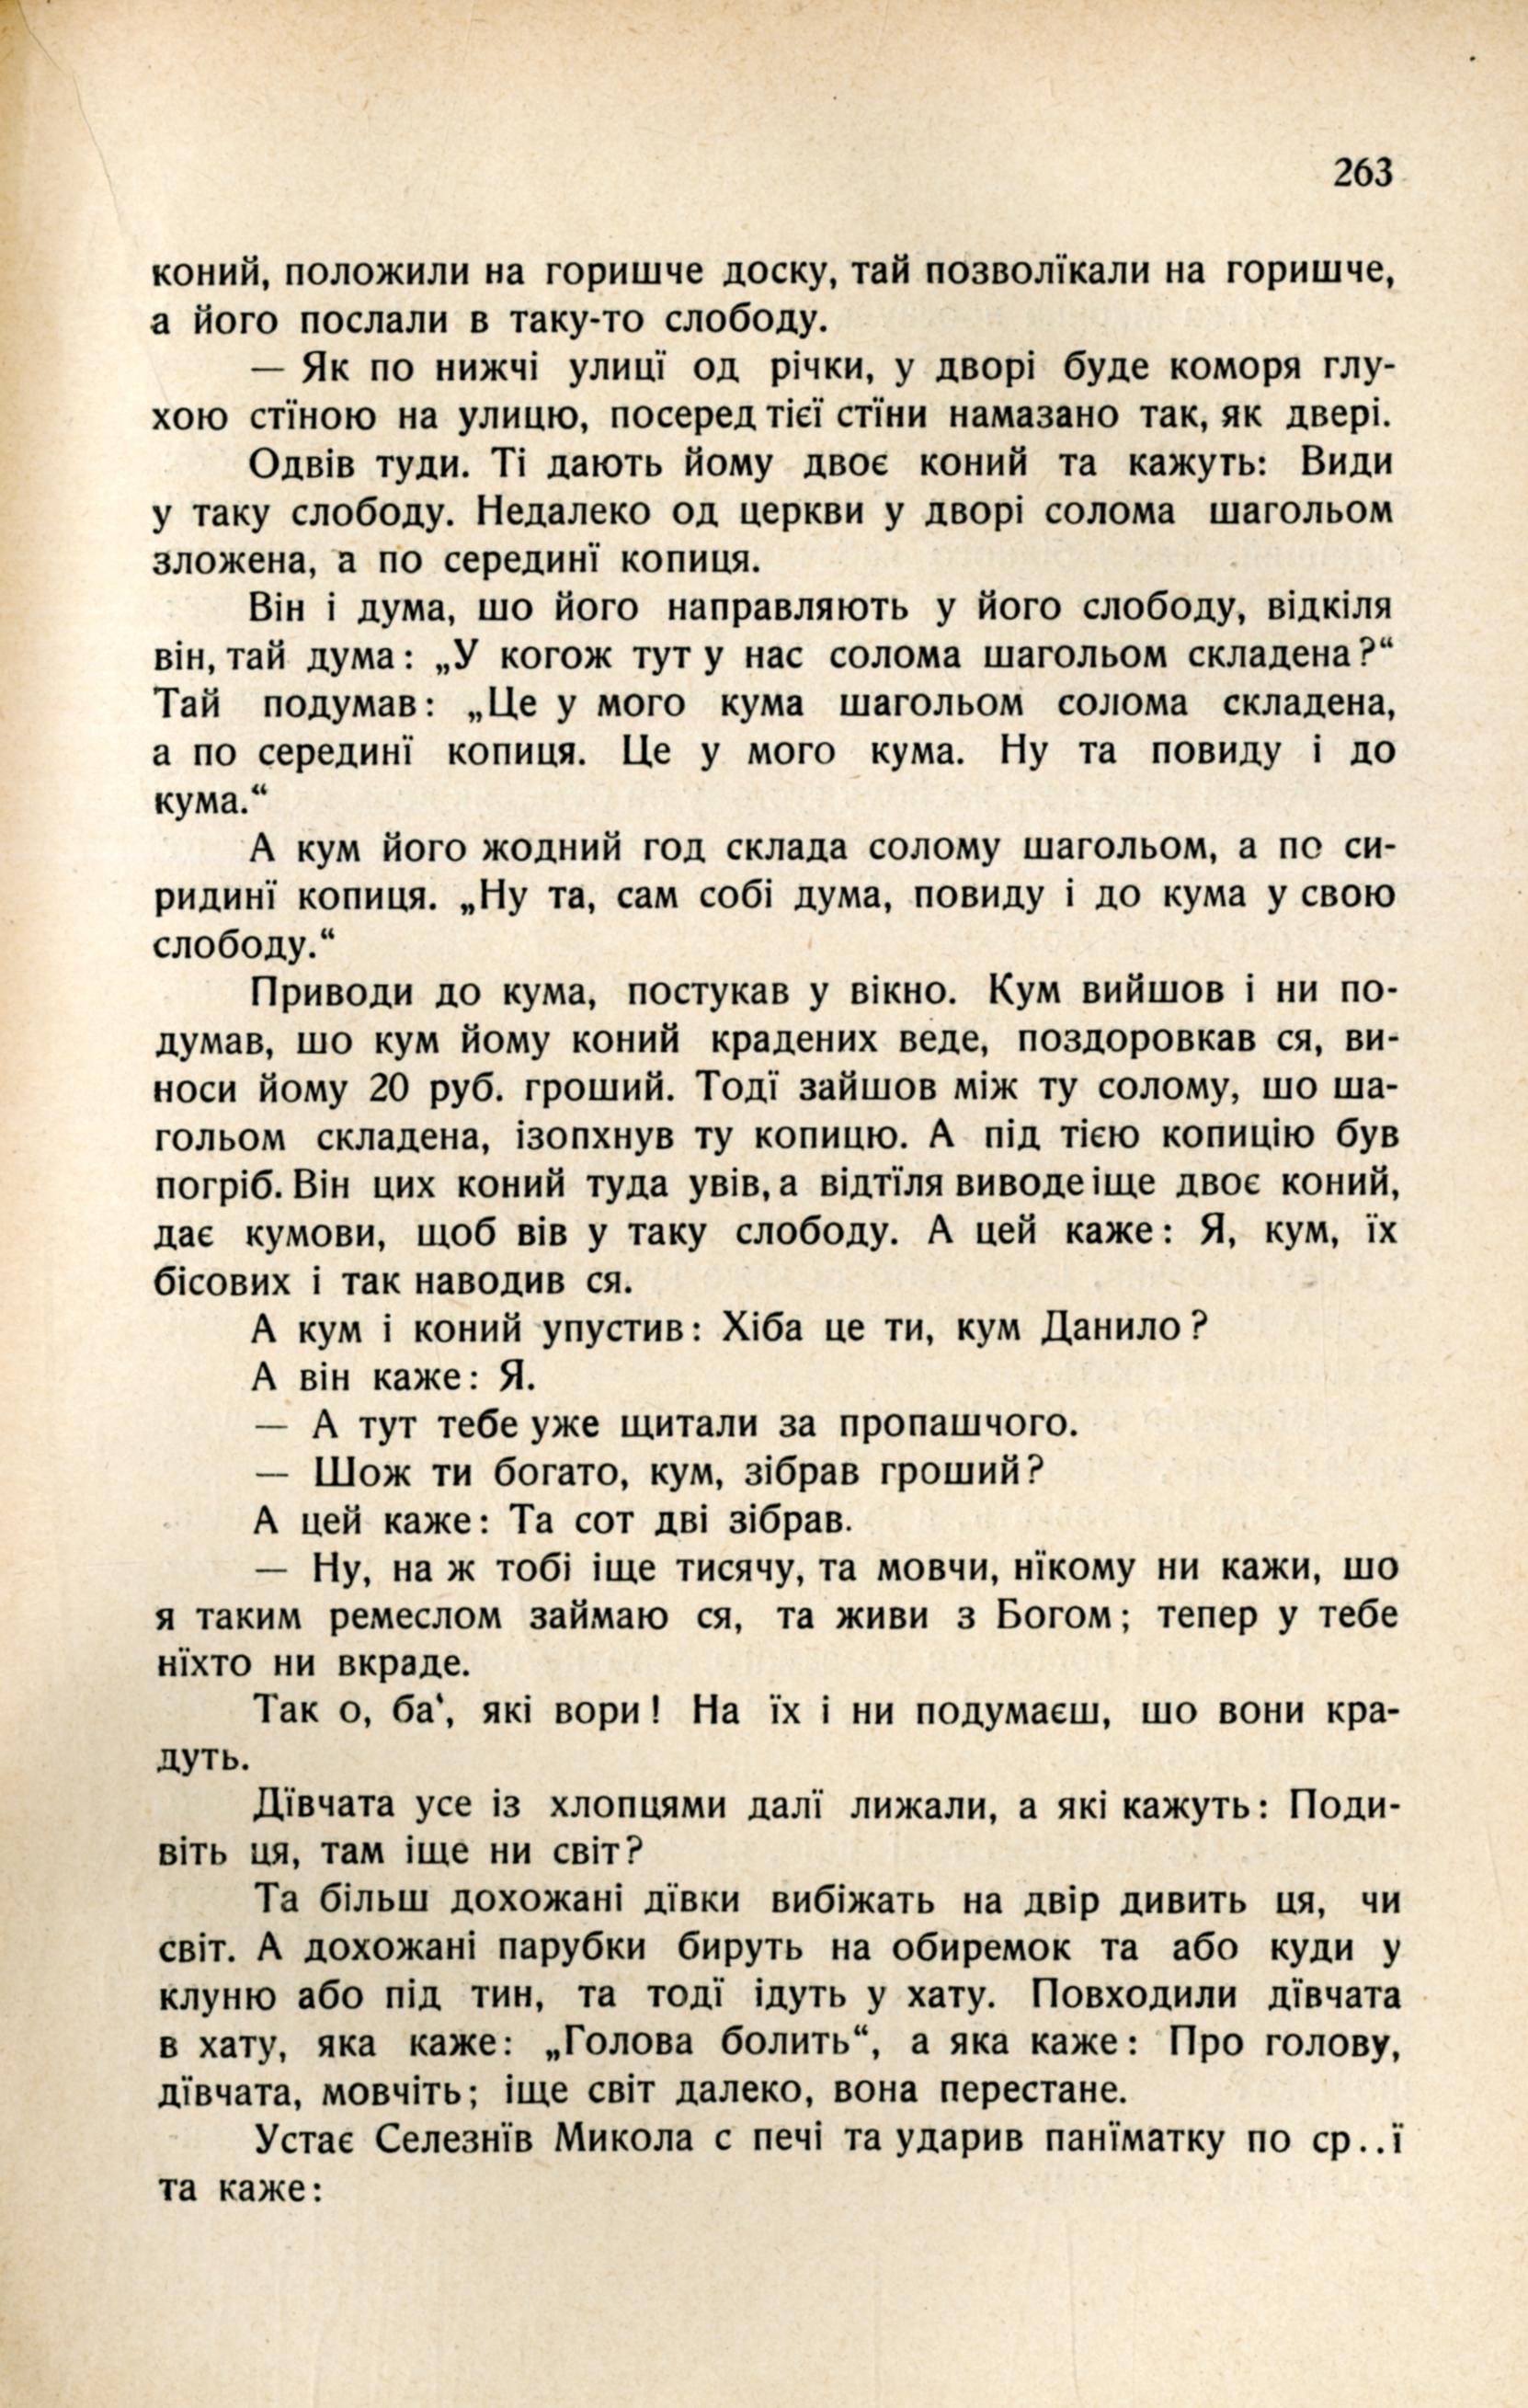 263
коний, положили на горишче доску, тай позволїкали на горишче,
а його послали в таку-то слободу.
— Як по нижчі улиці од річки, у дворі буде коморя глу-
хою стїною на улицю, посеред тієї стїни намазано так, як двері.
Одвів туди. Ті дають йому двоє коний та кажуть: Види
у таку слободу. Недалеко од церкви у дворі солома шагольом
зложена, а по серединї копиця.
Він і дума, шо його направляють у його слободу, відкіля
він, тай дума: „У когож тут у нас солома шагольом складена?“
Тай подумав: „Це у мого кума шагольом солома складена,
а по серединї копиця. Це у мого кума. Ну та повиду і до
кума.“
А кум його жодний год склада солому шагольом, а по си-
ридинї копиця. „Ну та, сам собі дума, повиду і до кума у свою
слободу.“
Приводи до кума, постукав у вікно. Кум вийшов і ни по-
думав, шо кум йому коний крадених веде, поздоровкав ся, ви-
носи йому 20 руб. гроший. Тодї зайшов між ту солому, шо ша-
гольом складена, ізопхнув ту копицю. А під тією копицію був
погріб. Він цих коний туда увів, а відтїля виводе іще двоє коний,
дає кумови, щоб вів у таку слободу. А цей каже: Я, кум, їх
бісових і так наводив ся.
А кум і коний упустив: Хіба це ти, кум Данило?
А він каже: Я.
— А тут тебе уже щитали за пропашчого.
— Шож ти богато, кум, зібрав гроший?
А цей каже: Та сот дві зібрав.
— Ну, на ж тобі іще тисячу, та мовчи, нїкому ни кажи, шо
я таким ремеслом займаю ся, та живи з Богом; тепер у тебе
нїхто ни вкраде.
Так о, ба‘, які вори! На їх і ни подумаєш, шо вони кра-
дуть.
Дївчата усе із хлопцями далї лижали, а які кажуть: Поди-
віть ця, там іще ни світ?
Та більш дохожані дївки вибіжать на двір дивить ця, чи
світ. А дохожані парубки бируть на обиремок та або куди у
клуню або під тин, та тодї ідуть у хату. Повходили дївчата
в хату, яка каже: „Голова болить“, а яка каже: Про голову,
дївчата, мовчіть; іще світ далеко, вона перестане.
Устає Селезнїв Микола с печі та ударив панїматку по ср..ї
та каже: